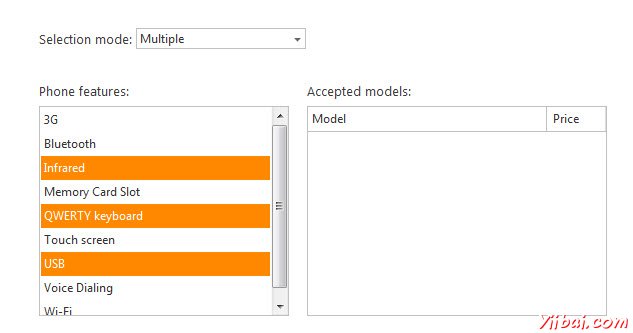 Selection mode: Multiple
Phone features:
Accepted models:
3G
Bluetooth
Infrared
Memory Card Slot
QWERTY keyboard
Touch screen
USB
Voice Dialing
Wi-Fi
Model Price
Yiibai.com